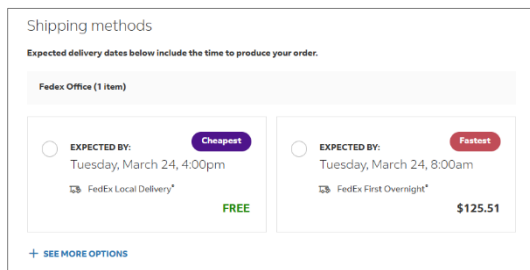 Shipping methods
Expected delivery dates below include the time to produce your order.
Fedex Office (1 item)
Cheapest
EXPECTED BY:
Tuesday, March 24, 4:00pm
FedEx Local Delivery*
FREE
Fastest
EXPECTED BY:
Tuesday, March 24, 8:00am
FedEx First Overnight*
$125.51
+ SEE MORE OPTIONS